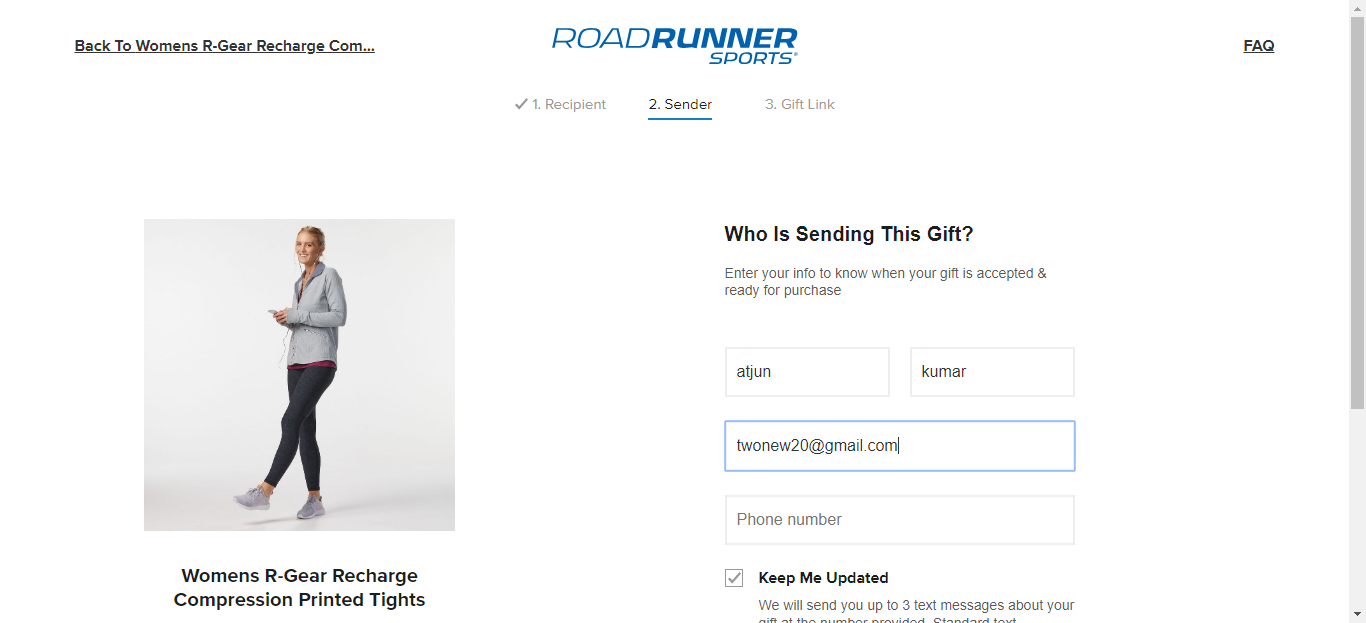 Back To Womens R-Gear Recharge Com...
ROADRUNNER
SPORTS®
FAQ
1. Recipient
2. Sender
3. Gift Link
Who Is Sending This Gift?
Enter your info to know when your gift is accepted &
ready for purchase
atjun
kumar
twonew20@gmail.com
Phone number
Keep Me Updated
We will send you up to 3 text messages about your
gift at the number provided. Standard text
Womens R-Gear Recharge
Compression Printed Tights